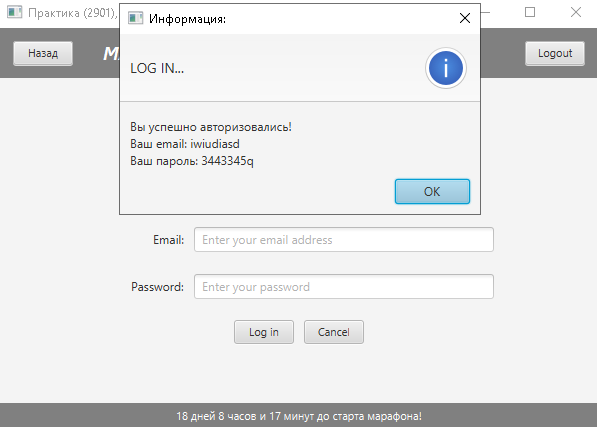 Практика (2901),
Информация:
Назад
Logout
LOG IN...
Вы успешно авторизовались!
Ваш email: iwiudiasd
Ваш пароль: 3443345q
OK
Email: Enter your email address
Password: Enter your password
Log in Cancel
18 дней 8 часов и 17 минут до старта марафона!